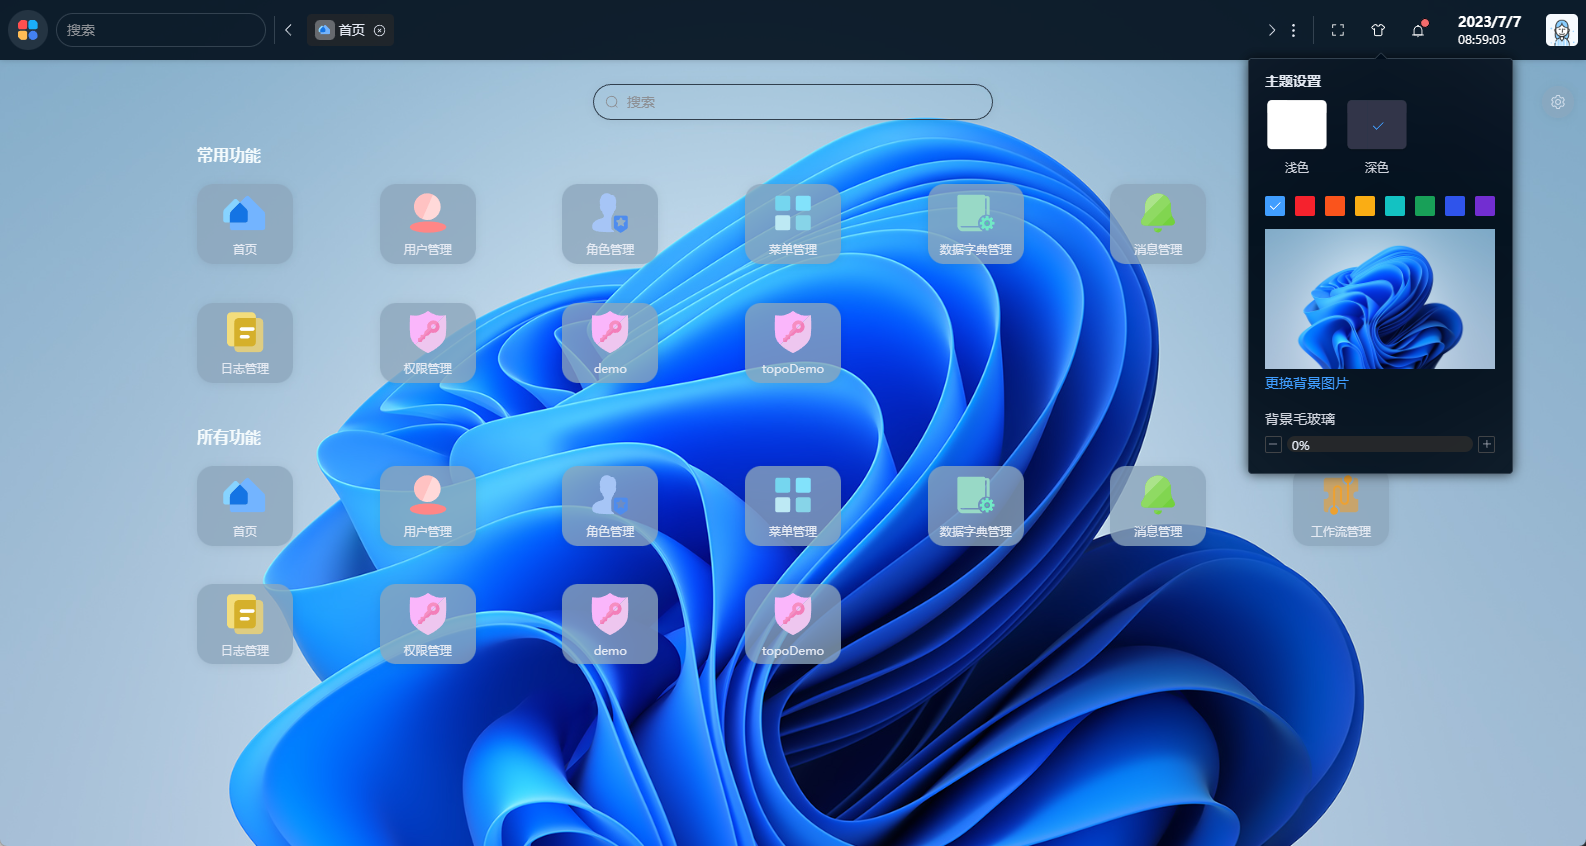 搜索
首页
2023/7/7
08:59:03
搜索
主题设置
浅色
深色
更换背景图片
背景毛玻璃
0%
常用功能
首页
用户管理
角色管理
菜单管理
数据字典管理
消息管理
日志管理
权限管理
demo
topoDemo
所有功能
首页
用户管理
角色管理
菜单管理
数据字典管理
消息管理
工作流管理
日志管理
权限管理
demo
topoDemo